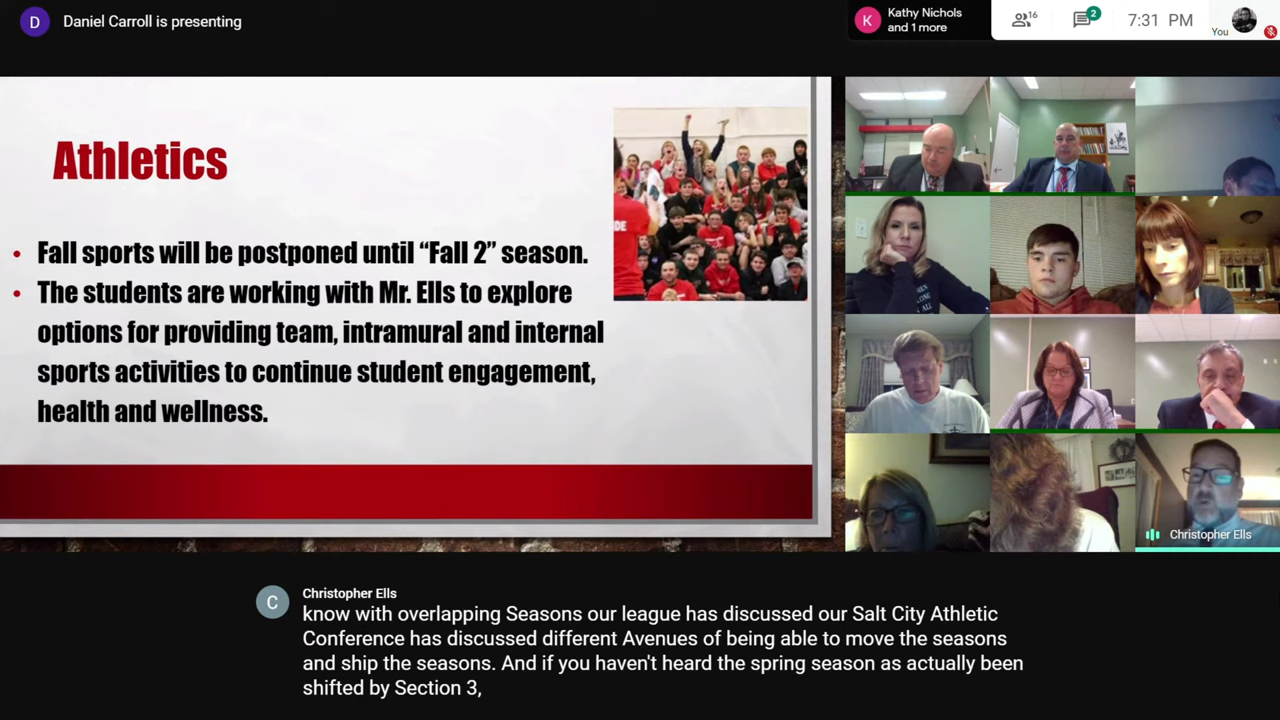 D
Daniel Carroll is presenting
K
Kathy Nichols
and 1 more
16
2
7:31 PM
You
Athletics
• Fall sports will be postponed until “Fall 2” season.
• The students are working with Mr. Ells to explore
options for providing team, intramural and internal
sports activities to continue student engagement,
health and wellness.
Christopher Ells
C
Christopher Ells
know with overlapping Seasons our league has discussed our Salt City Athletic
Conference has discussed different Avenues of being able to move the seasons
and ship the seasons. And if you haven't heard the spring season as actually been
shifted by Section 3,